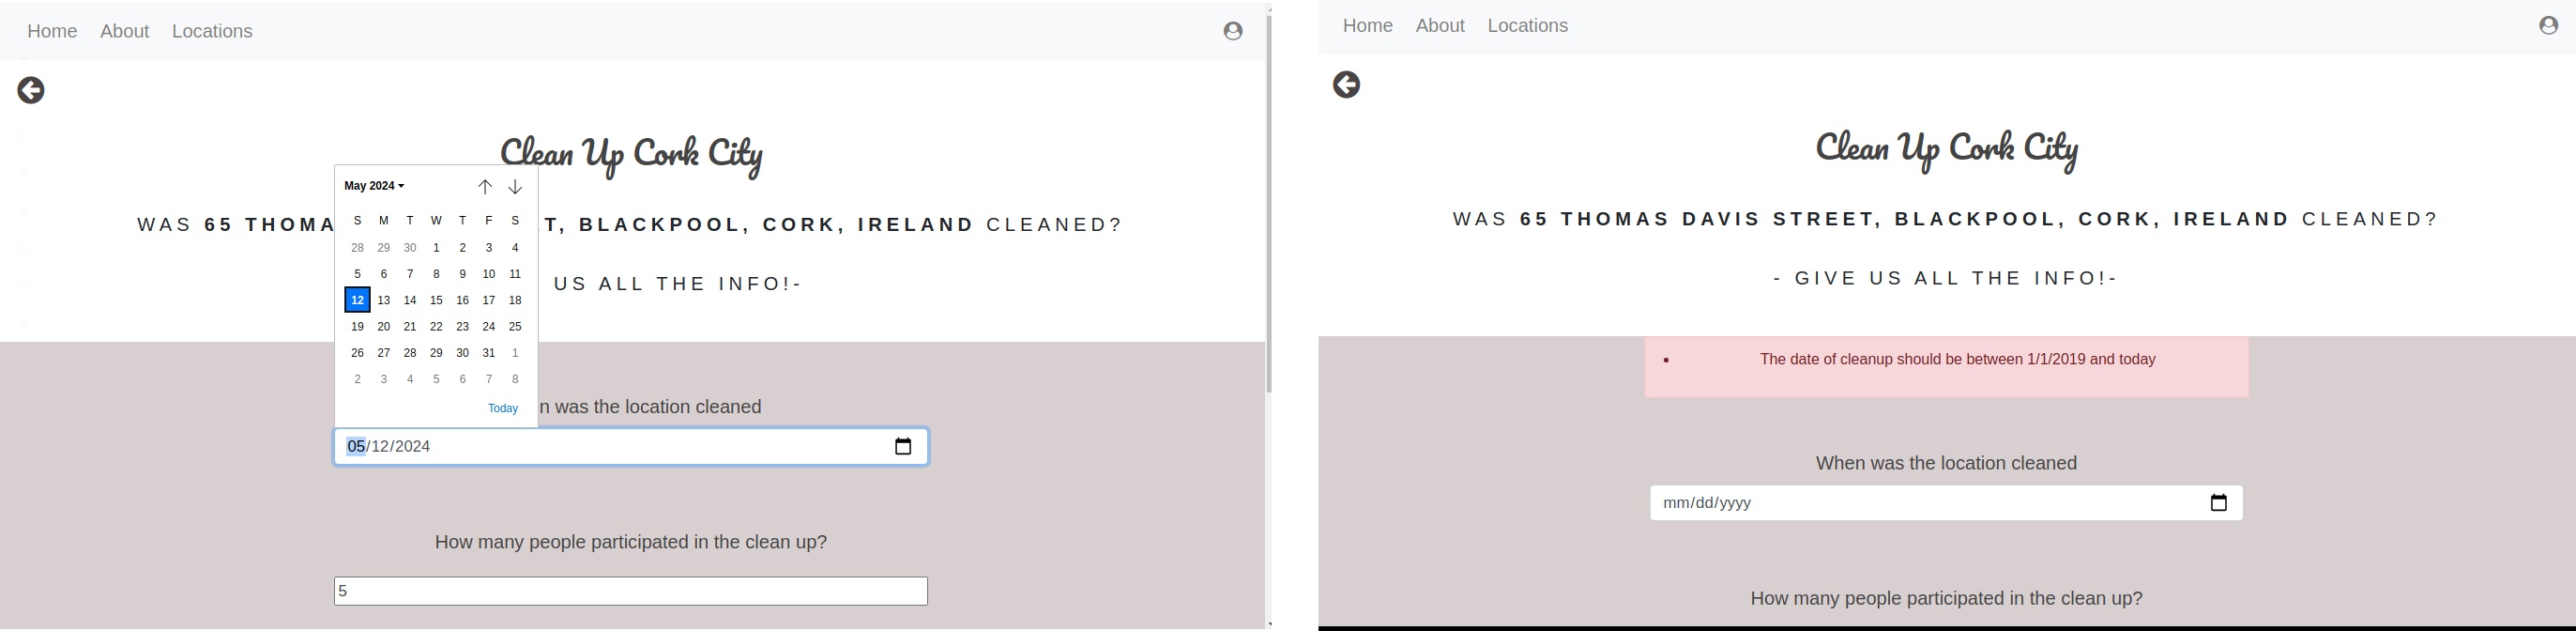 Home About Locations
Clean Up Cork City
May 2024
S M T W T F S
WAS 65 THOMA T, BLACKPOOL, CORK, IRELAND CLEANED?
28 29 30 1 2 3 4
5 6 7 8 9 10 11
US ALL THE INFO!-
12 13 14 15 16 17 18
19 20 21 22 23 24 25
26 27 28 29 30 31 1
2 3 4 5 6 7 8
Today
n was the location cleaned
05/12/2024
How many people participated in the clean up?
5
Home About Locations
Clean Up Cork City
WAS 65 THOMAS DAVIS STREET, BLACKPOOL, CORK, IRELAND CLEANED?
- GIVE US ALL THE INFO!-
• The date of cleanup should be between 1/1/2019 and today
When was the location cleaned
mm/dd/yyyy
How many people participated in the clean up?